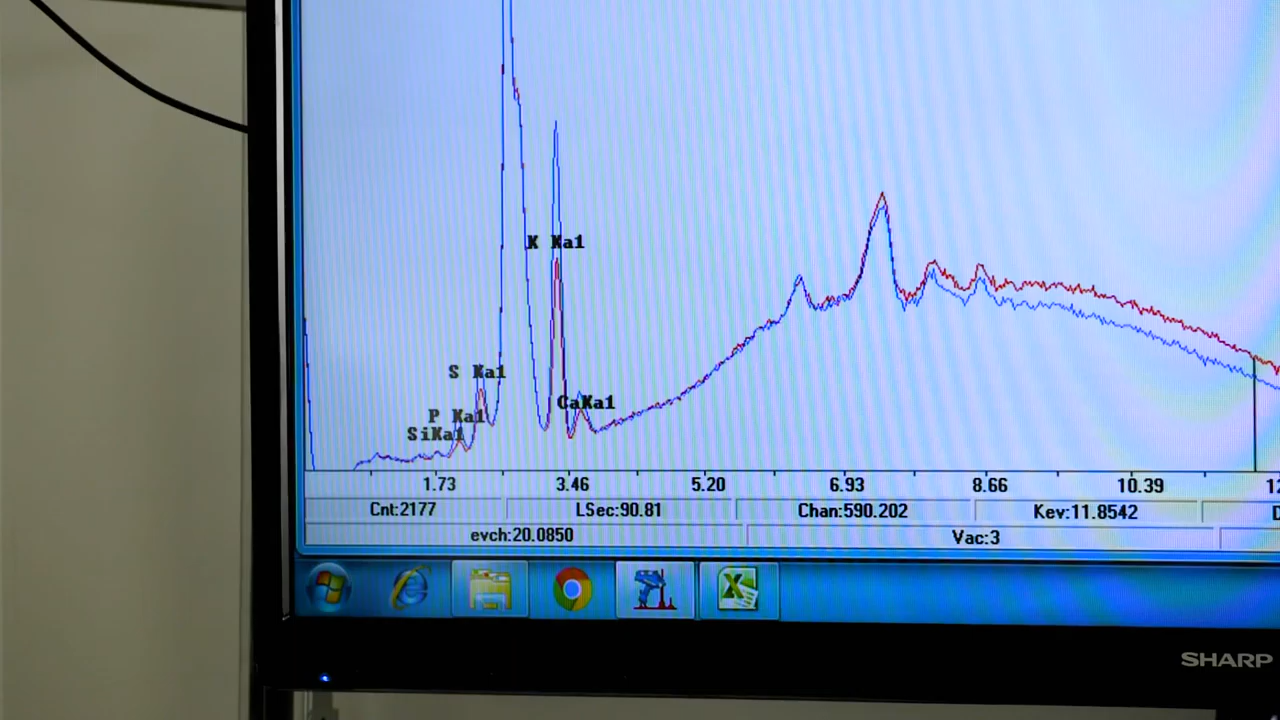 K Ka1
S Ka1
P Ka1
CaKa1
SiKa1
1.73 3.46 5.20 6.93 8.66 10.39
Cnt:2177 LSec:90.81 Chan:590.202 Kev:11.8542
evch:20.0850 Vac:3
SHARP